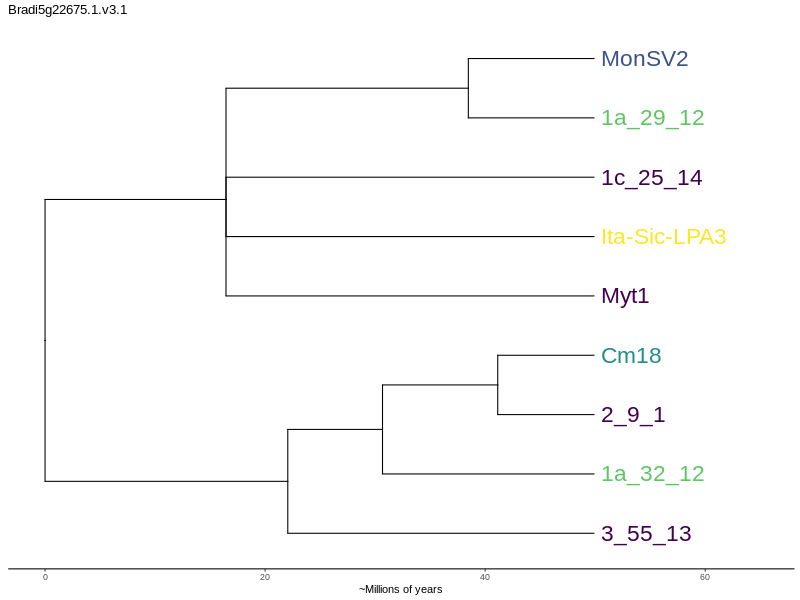 Bradi5g22675.1.v3.1
MonSV2
1a_29_12
1c_25_14
Ita-Sic-LPA3
Myt1
Cm18
2_9_1
1a_32_12
3_55_13
0 20 40 60
~Millions of years